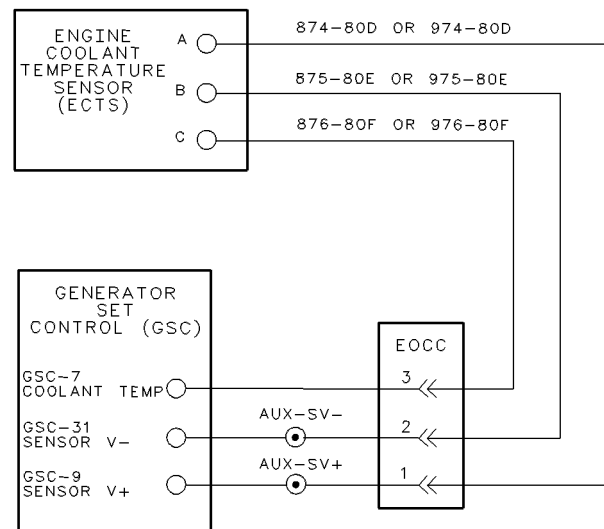 ENGINE
COOLANT
TEMPERATURE
SENSOR
(ECTS)
A
874-80D OR 974-80D
B
875-80E OR 975-80E
C
876-80F OR 976-80F
GENERATOR
SET
CONTROL (GSC)
EOCC
GSC-7
COOLANT TEMP
3
GSC-31
SENSOR V-
AUX-SV-
2
GSC-9
SENSOR V+
AUX-SV+
1